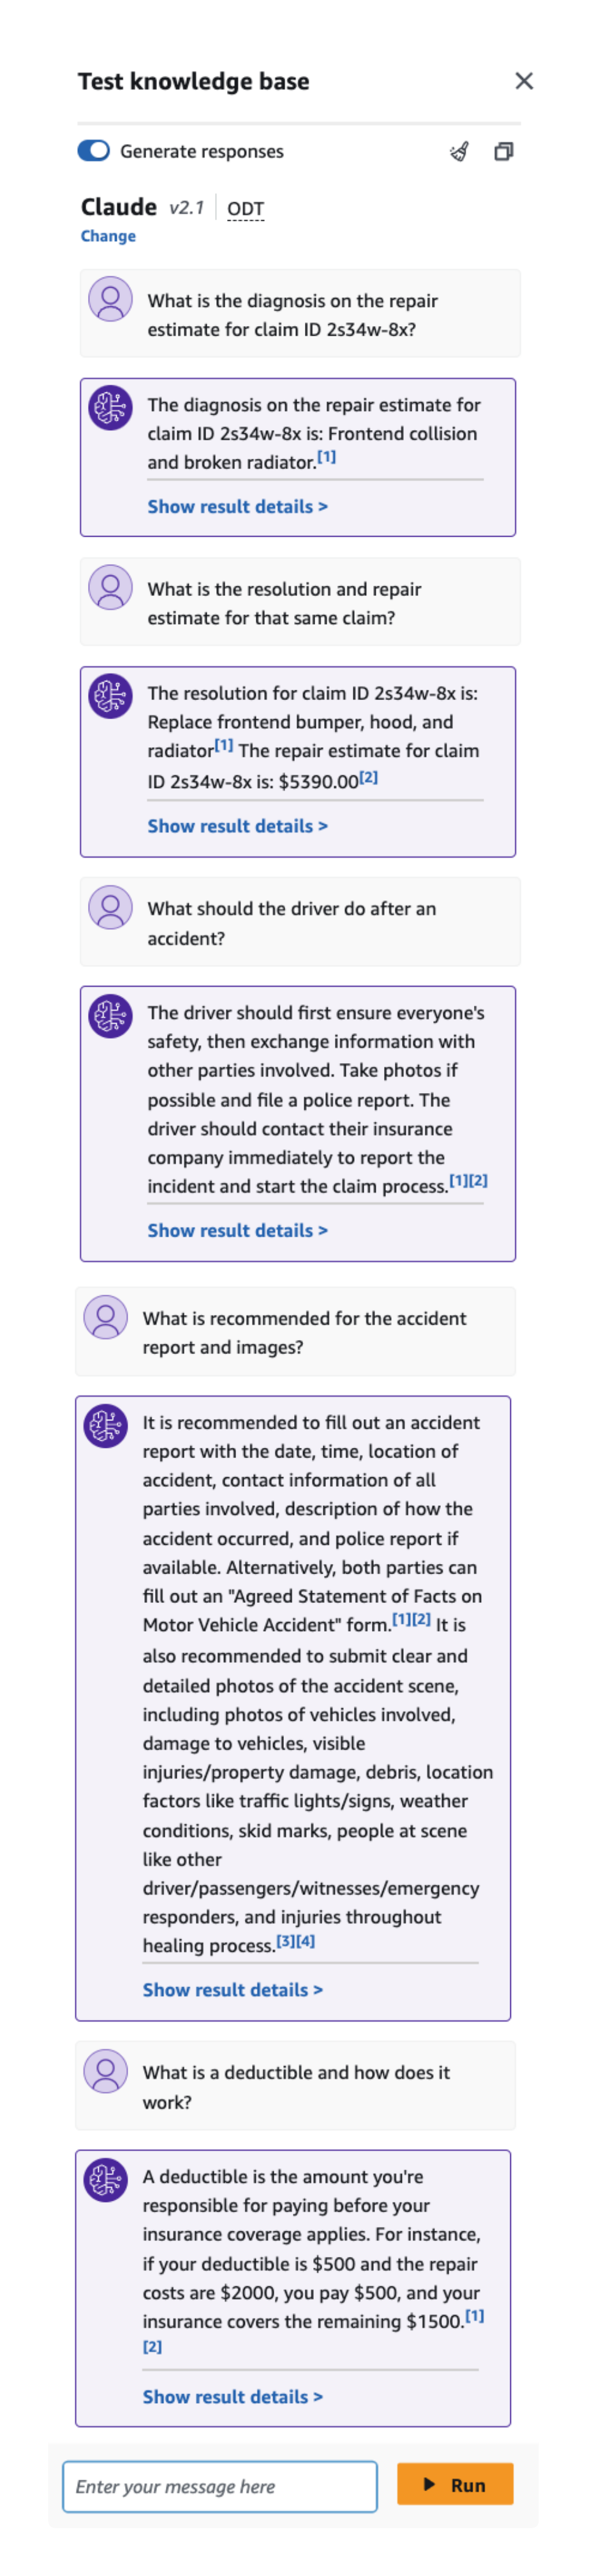 Test knowledge base
Generate responses
Claude v2.1 ODT
Change
What is the diagnosis on the repair
estimate for claim ID 2s34w-8x?
The diagnosis on the repair estimate for
claim ID 2s34w-8x is: Frontend collision
and broken radiator.[1]
Show result details >
What is the resolution and repair
estimate for that same claim?
The resolution for claim ID 2s34w-8x is:
Replace frontend bumper, hood, and
radiator[1] The repair estimate for claim
ID 2s34w-8x is: $5390.00[2]
Show result details >
What should the driver do after an
accident?
The driver should first ensure everyone's
safety, then exchange information with
other parties involved. Take photos if
possible and file a police report. The
driver should contact their insurance
company immediately to report the
incident and start the claim process.[1][2]
Show result details >
What is recommended for the accident
report and images?
It is recommended to fill out an accident
report with the date, time, location of
accident, contact information of all
parties involved, description of how the
accident occurred, and police report if
available. Alternatively, both parties can
fill out an "Agreed Statement of Facts on
Motor Vehicle Accident" form.[1][2] It is
also recommended to submit clear and
detailed photos of the accident scene,
including photos of vehicles involved,
damage to vehicles, visible
injuries/property damage, debris, location
factors like traffic lights/signs, weather
conditions, skid marks, people at scene
like other
driver/passengers/witnesses/emergency
responders, and injuries throughout
healing process.[3][4]
Show result details >
What is a deductible and how does it
work?
A deductible is the amount you're
responsible for paying before your
insurance coverage applies. For instance,
if your deductible is $500 and the repair
costs are $2000, you pay $500, and your
insurance covers the remaining $1500.[1]
[2]
Show result details >
Enter your message here
Run